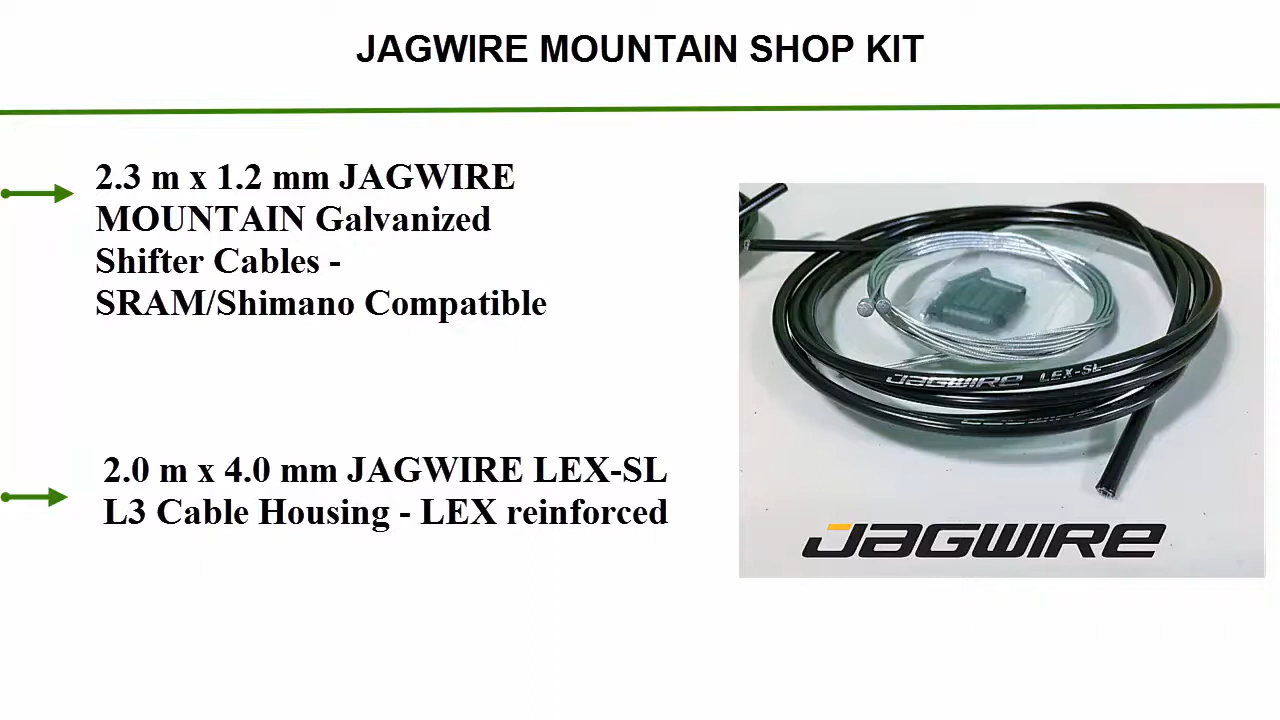 JAGWIRE MOUNTAIN SHOP KIT
2.3 m x 1.2 mm JAGWIRE
MOUNTAIN Galvanized
Shifter Cables -
SRAM/Shimano Compatible
2.0 m x 4.0 mm JAGWIRE LEX-SL
L3 Cable Housing - LEX reinforced
JAGWIRE LEX-SL
JAGWIRE